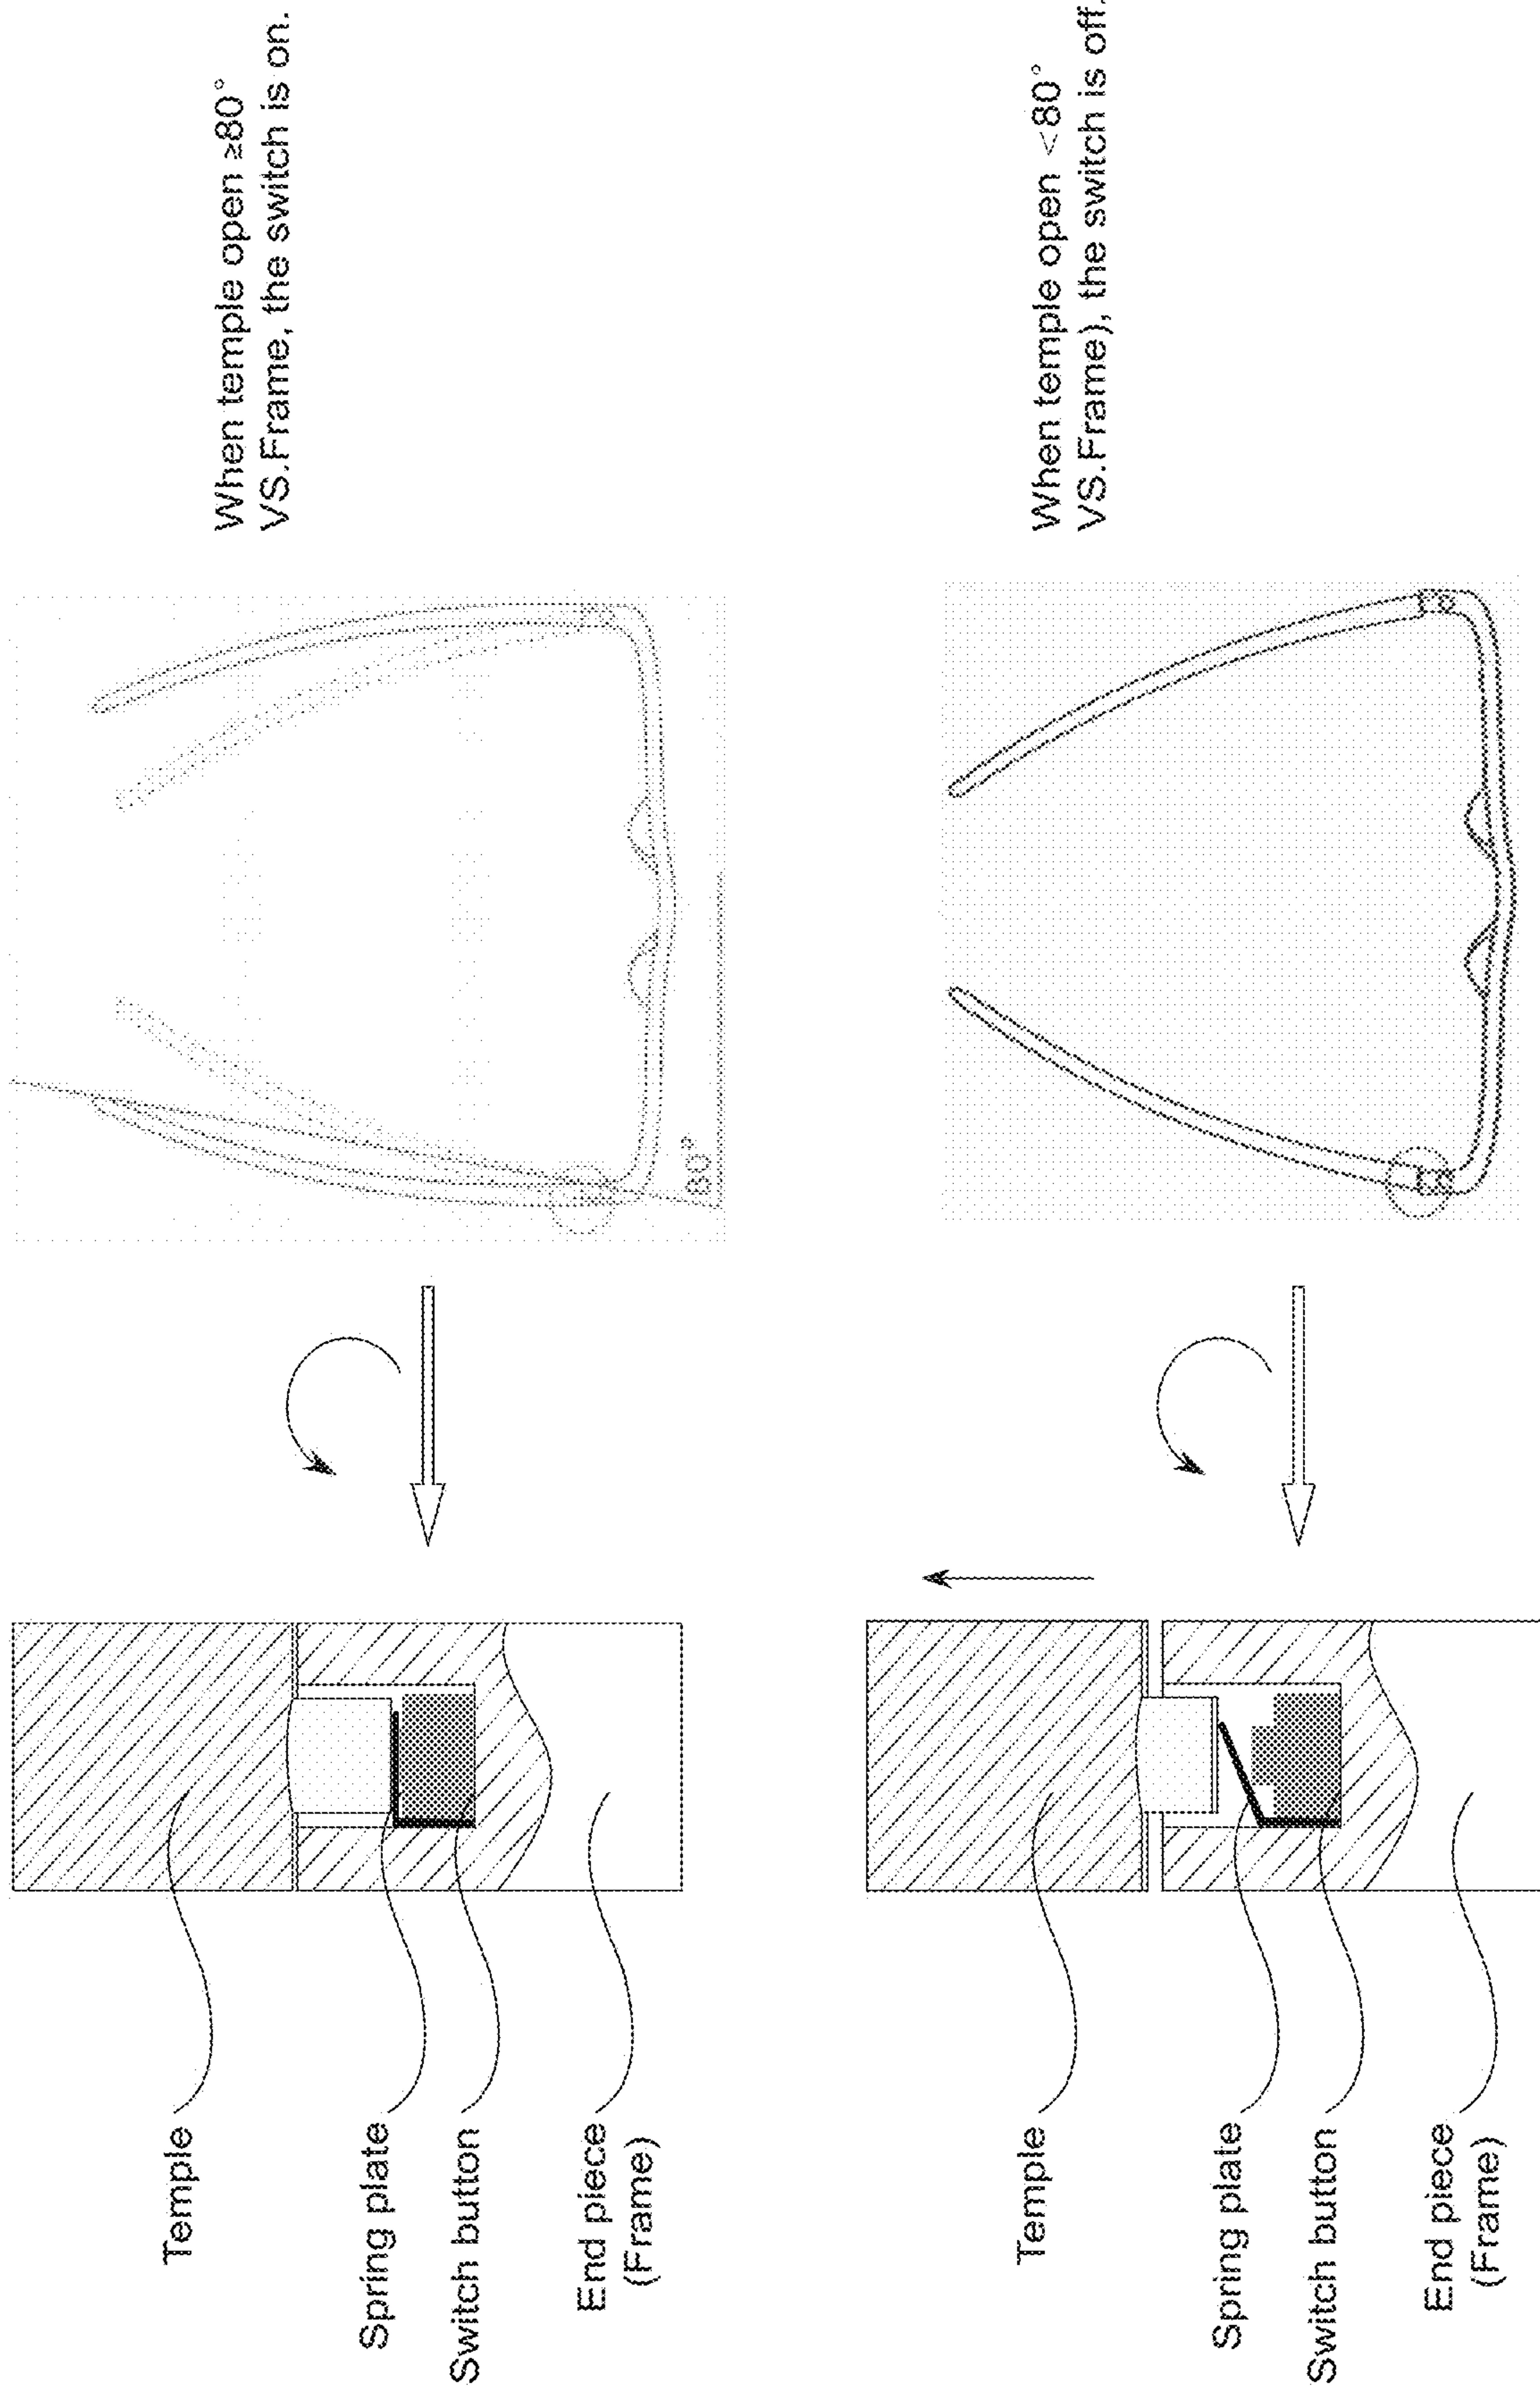 When temple open ≥80°
VS.Frame, the switch is on.
80°
Temple
Spring plate
Switch button
End piece
(Frame)
When temple open <80°
VS.Frame), the switch is off.
Temple
Spring plate
Switch button
End piece
(Frame)